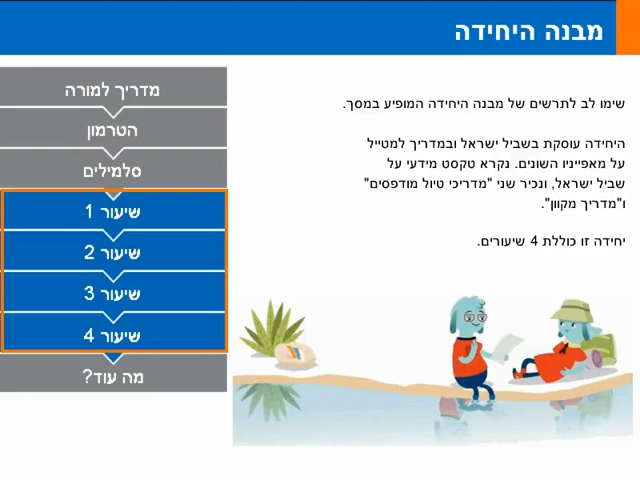 מבנה היחידה
שימו לב לתרשים של מבנה היחידה המופיע במסך.
היחידה עוסקת בשביל ישראל ובמדריך למטייל
על מאפייניו השונים. נקרא טקסט מידעי על
שביל ישראל, ונכיר שני "מדריכי טיול מודפסים"
ו"מדריך מקוון".
יחידה זו כוללת 4 שיעורים.
מדריך למורה
הטרמון
סלמילים
שיעור 1
שיעור 2
שיעור 3
שיעור 4
מה עוד?